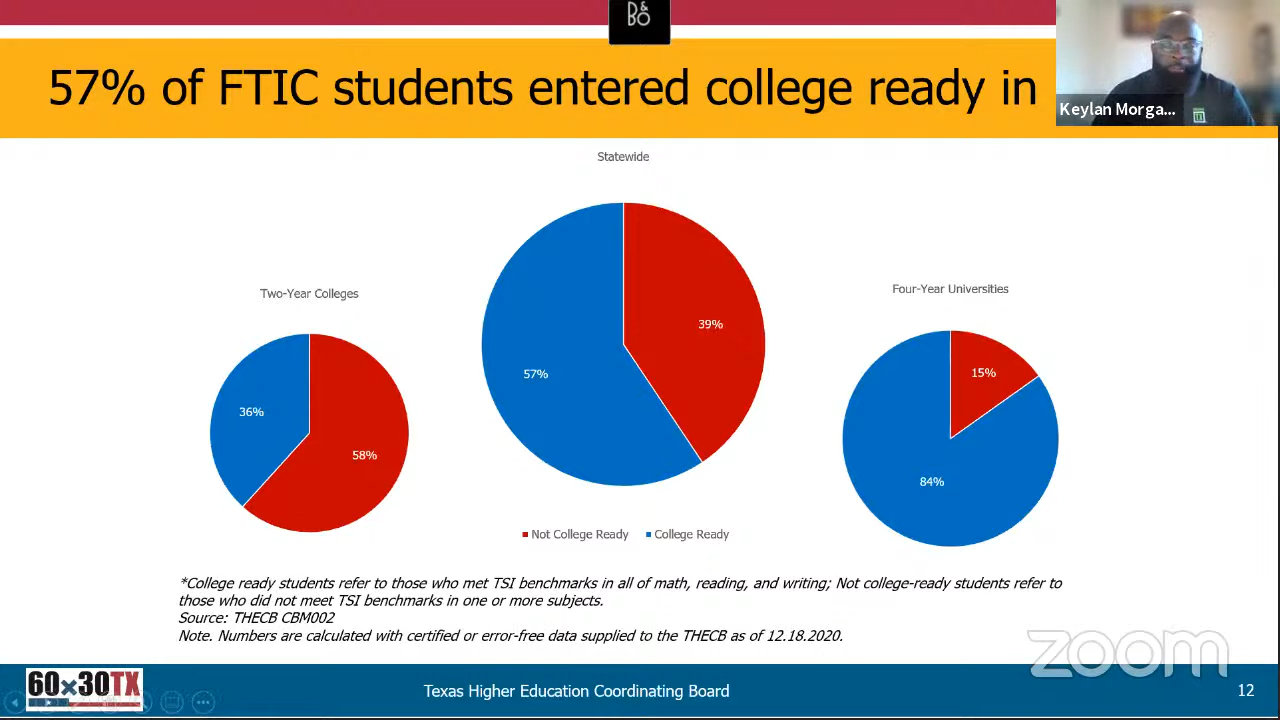 B&O
57% of FTIC students entered college ready in
Keylan Morga...
Statewide
Two-Year Colleges
Four-Year Universities
39%
57%
15%
36%
58%
84%
Not College Ready College Ready
*College ready students refer to those who met TSI benchmarks in all of math, reading, and writing; Not college-ready students refer to
those who did not meet TSI benchmarks in one or more subjects.
Source: THECB CBM002
Note. Numbers are calculated with certified or error-free data supplied to the THECB as of 12.18.2020.
zoom
60x30TX
Texas Higher Education Coordinating Board
12